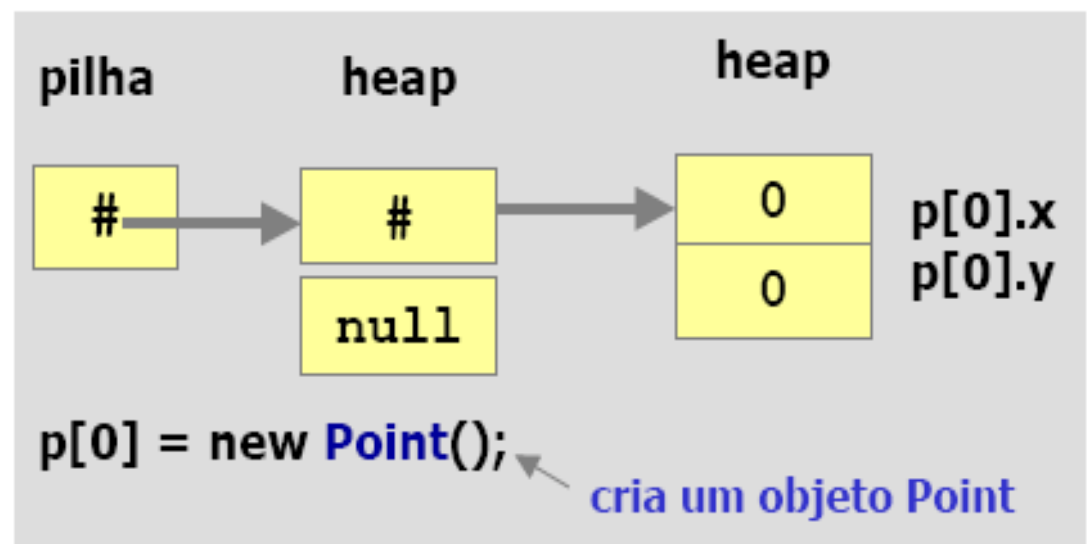 pilha heap heap
# # 0 p[0].x
null 0 p[0].y
p[0] = new Point();
cria um objeto Point